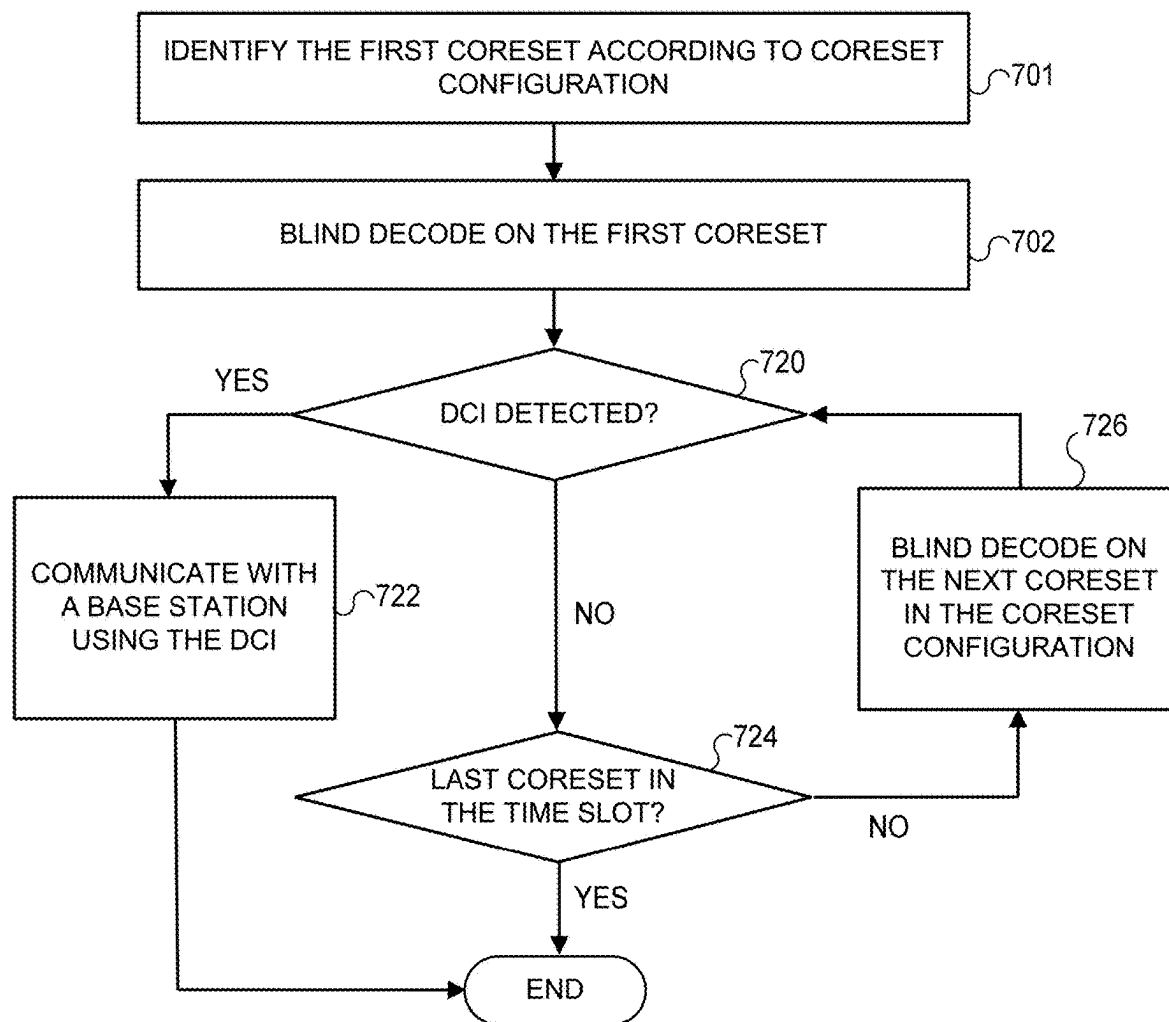 IDENTIFY THE FIRST CORESET ACCORDING TO CORESET
CONFIGURATION
701
BLIND DECODE ON THE FIRST CORESET
702
720
YES
DCI DETECTED?
726
COMMUNICATE WITH
A BASE STATION
USING THE DCI
722
NO
BLIND DECODE ON
THE NEXT CORESET
IN THE CORESET
CONFIGURATION
724
LAST CORESET IN
THE TIME SLOT?
NO
YES
END